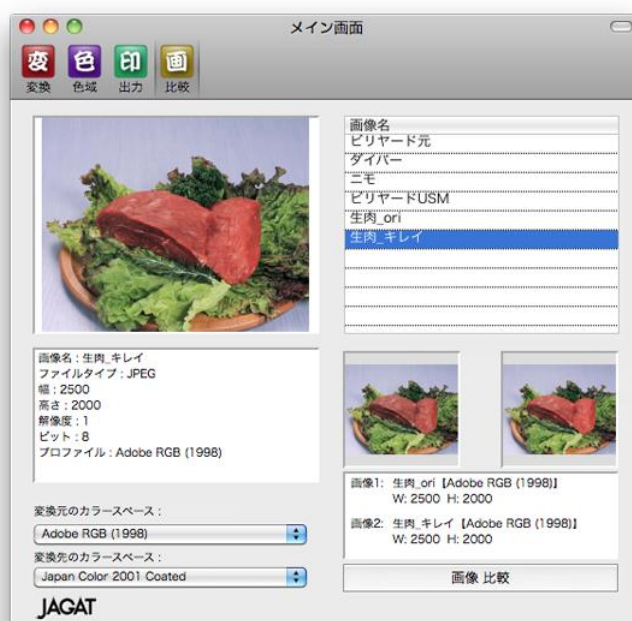 メイン画面
変 色 印 画
変換 色域 出力 比較
画像名
ビリヤード元
ダイバー
ニモ
ビリヤードUSM
生肉_ori
生肉_キレイ
画像名 : 生肉_キレイ
ファイルタイプ : JPEG
幅 : 2500
高さ : 2000
解像度 : 1
ビット : 8
プロファイル : Adobe RGB (1998)
画像1: 生肉_ori【Adobe RGB (1998)】
W: 2500 H: 2000
画像2: 生肉_キレイ【Adobe RGB (1998)】
W: 2500 H: 2000
変換元のカラースペース :
Adobe RGB (1998)
変換先のカラースペース :
Japan Color 2001 Coated
画像 比較
JAGAT